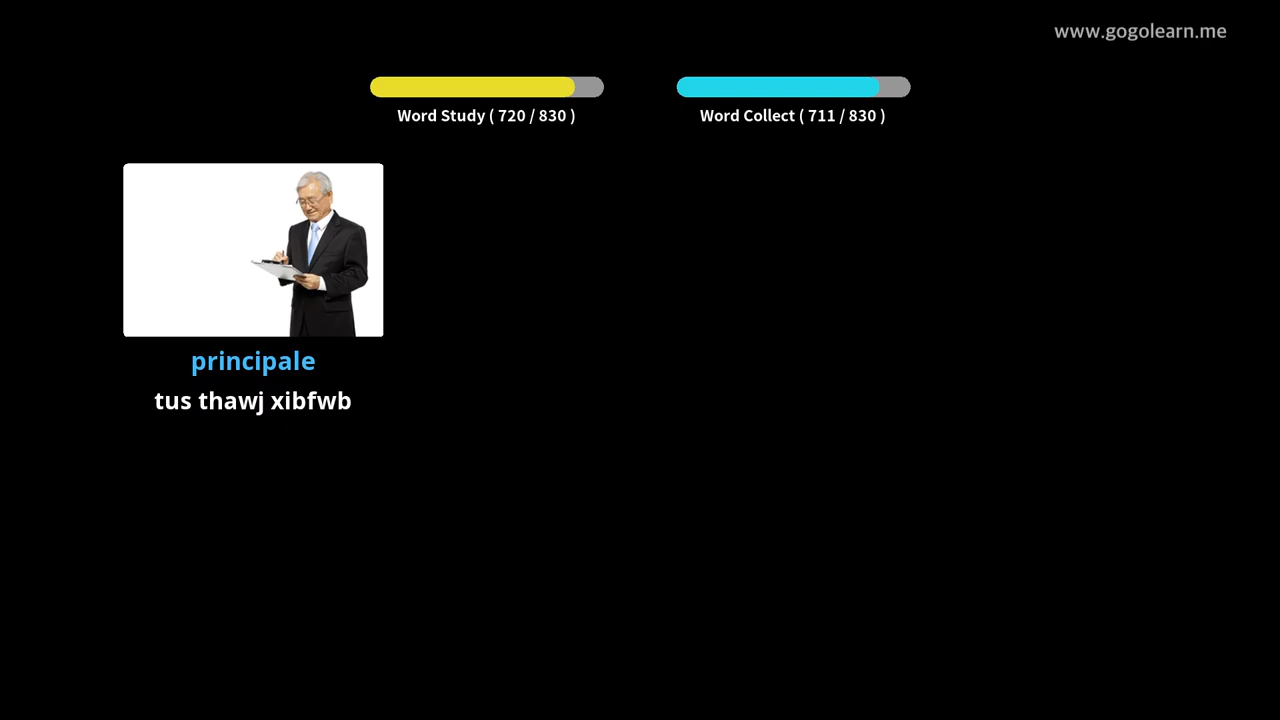 www.gogolearn.me
Word Study ( 720 / 830 )
Word Collect ( 711 / 830 )
principale
tus thawj xibfwb